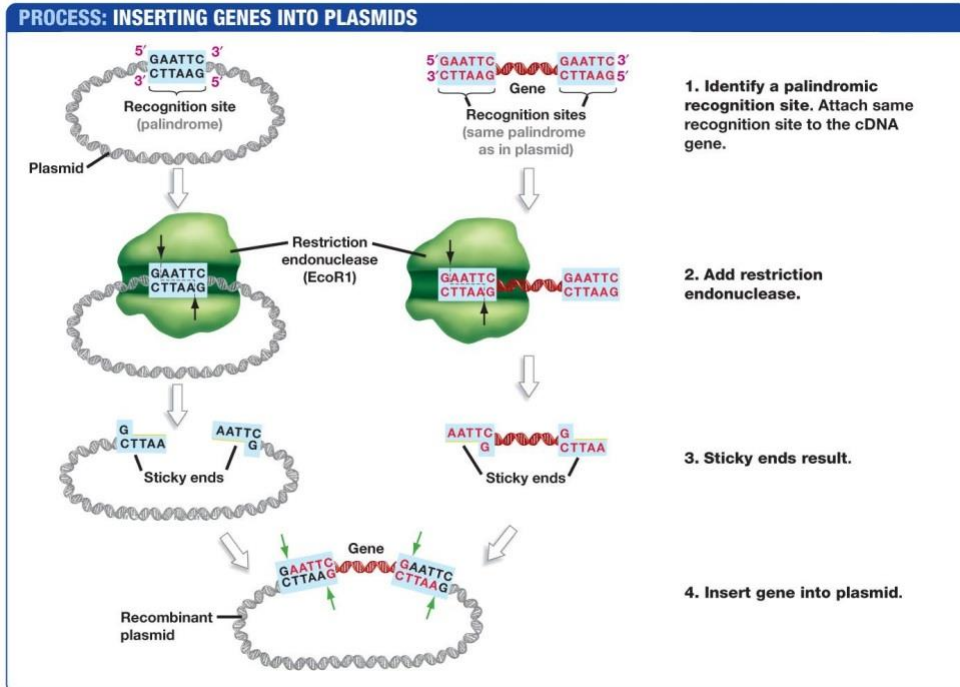 PROCESS: INSERTING GENES INTO PLASMIDS
5′ GAATTC 3′
3′ CTTAAG 5′
Recognition site
(palindrome)
Plasmid
5′ GAATTC GAATTC 3′
3′ CTTAAG CTTAAG 5′
Gene
Recognition sites
(same palindrome
as in plasmid)
1. Identify a palindromic
recognition site. Attach same
recognition site to the cDNA
gene.
GAATTC
CTTAAG
Restriction
endonuclease
(EcoR1)
GAATTC GAATTC
CTTAAG CTTAAG
2. Add restriction
endonuclease.
G AATTC
CTTAA G
Sticky ends
AATTC G
G CTTAA
Sticky ends
3. Sticky ends result.
Gene
GAATTC GAATTC
CTTAAG CTTAAG
Recombinant
plasmid
4. Insert gene into plasmid.